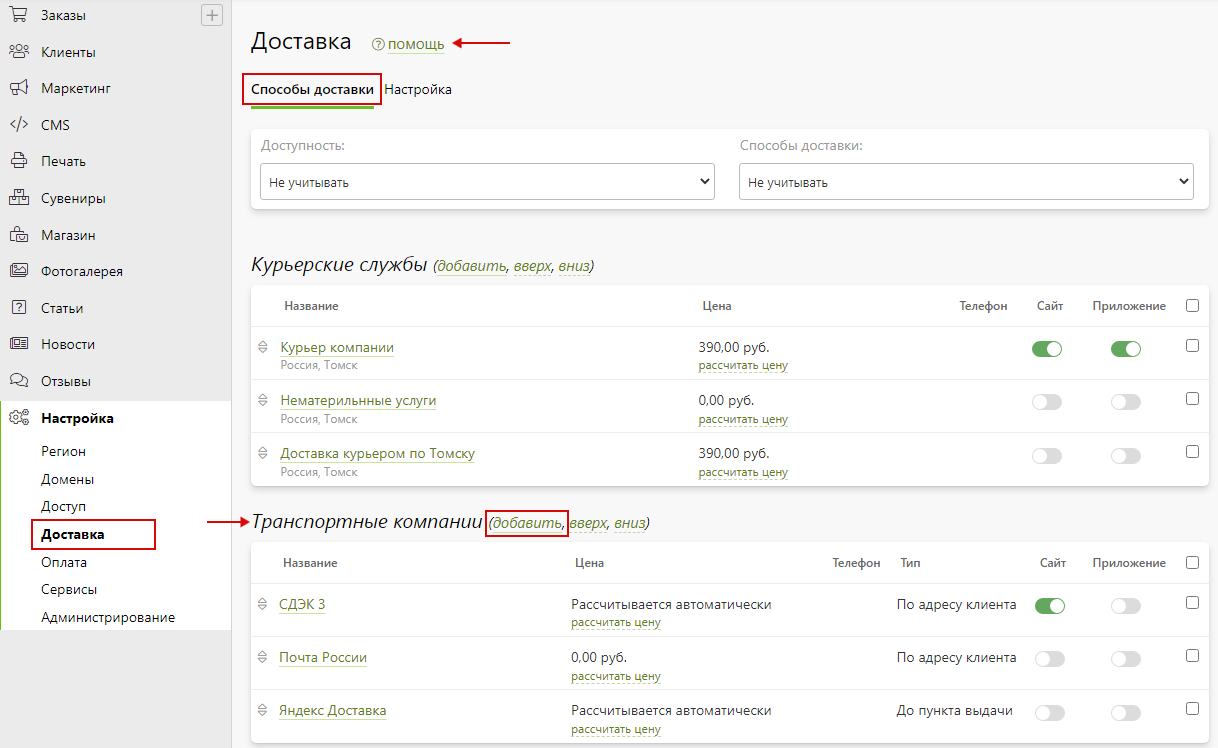 Заказы
Клиенты
Маркетинг
CMS
Печать
Сувениры
Магазин
Фотогалерея
Статьи
Новости
Отзывы
Настройка
Регион
Домены
Доступ
Доставка
Оплата
Сервисы
Администрирование
Доставка ? помощь
Способы доставки Настройка
Доступность: Способы доставки:
Не учитывать Не учитывать
Курьерские службы (добавить, вверх, вниз)
Название Цена Телефон Сайт Приложение
Курьер компании 390,00 руб.
Россия, Томск рассчитать цену
Нематерильнные услуги 0,00 руб.
Россия, Томск рассчитать цену
Доставка курьером по Томску 390,00 руб.
Россия, Томск рассчитать цену
Транспортные компании (добавить, вверх, вниз)
Название Цена Телефон Тип Сайт Приложение
СДЭК 3 Рассчитывается автоматически По адресу клиента
рассчитать цену
Почта России 0,00 руб. По адресу клиента
рассчитать цену
Яндекс Доставка Рассчитывается автоматически До пункта выдачи
рассчитать цену